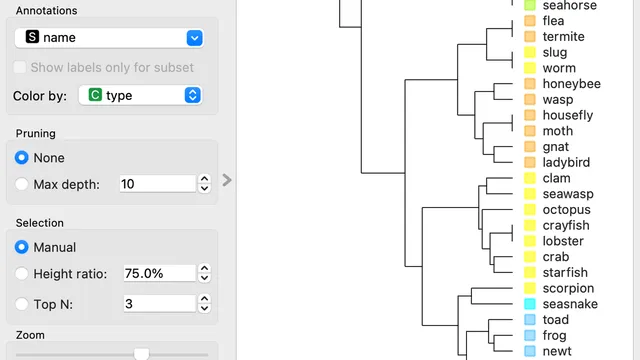 Annotations
S name
Show labels only for subset
Color by: C type
Pruning
None
Max depth: 10
Selection
Manual
Height ratio: 75.0%
Top N: 3
Zoom
seahorse
flea
termite
slug
worm
honeybee
wasp
housefly
moth
gnat
ladybird
clam
seawasp
octopus
crayfish
lobster
crab
starfish
scorpion
seasnake
toad
frog
newt